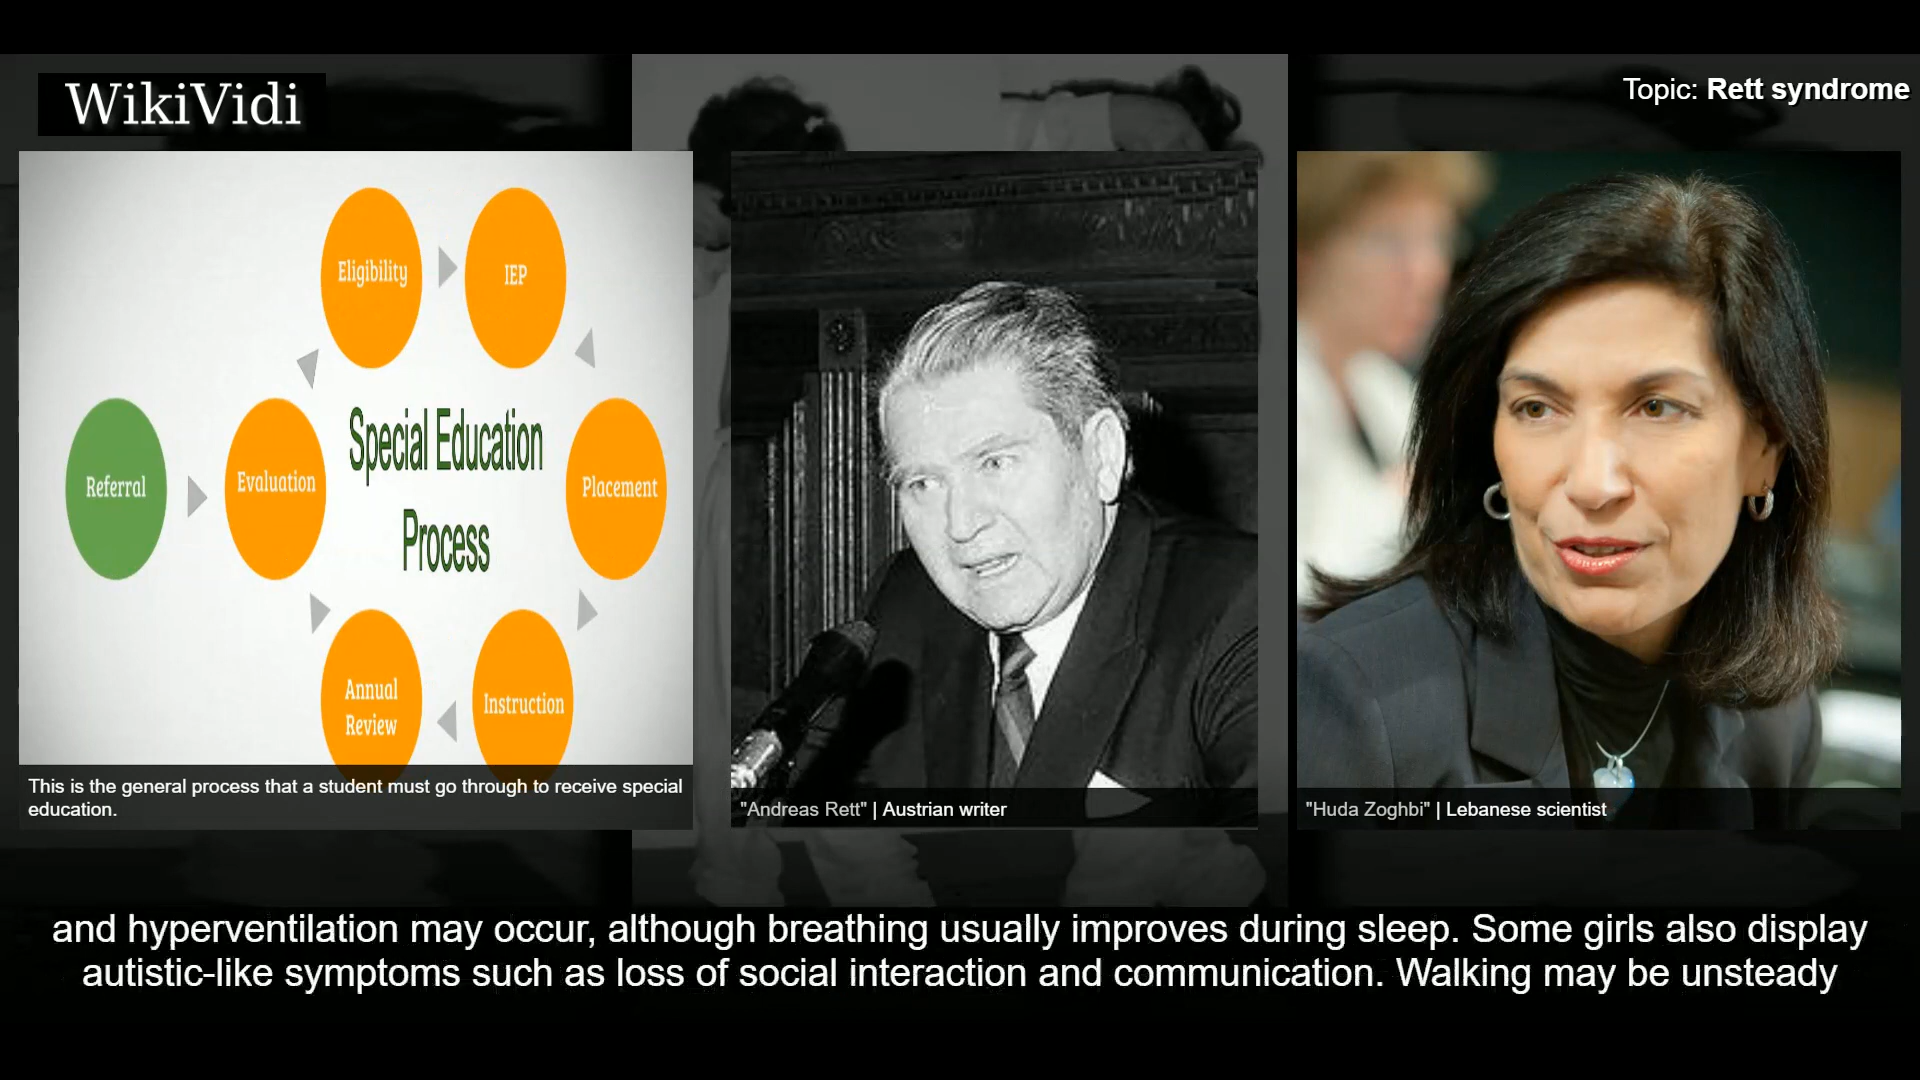 WikiVidi
Topic: Rett syndrome
Eligibility
IEP
Referral
Evaluation
Special Education
Process
Placement
Annual
Review
Instruction
This is the general process that a student must go through to receive special
education.
"Andreas Rett" | Austrian writer
"Huda Zoghbi" | Lebanese scientist
and hyperventilation may occur, although breathing usually improves during sleep. Some girls also display
autistic-like symptoms such as loss of social interaction and communication. Walking may be unsteady